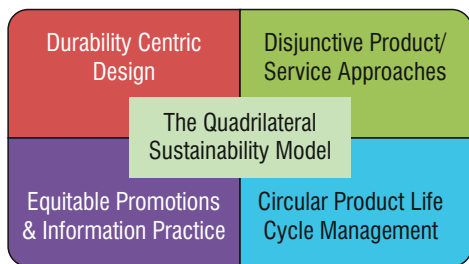 Durability Centric
Design
Disjunctive Product/
Service Approaches
The Quadrilateral
Sustainability Model
Equitable Promotions
& Information Practice
Circular Product Life
Cycle Management